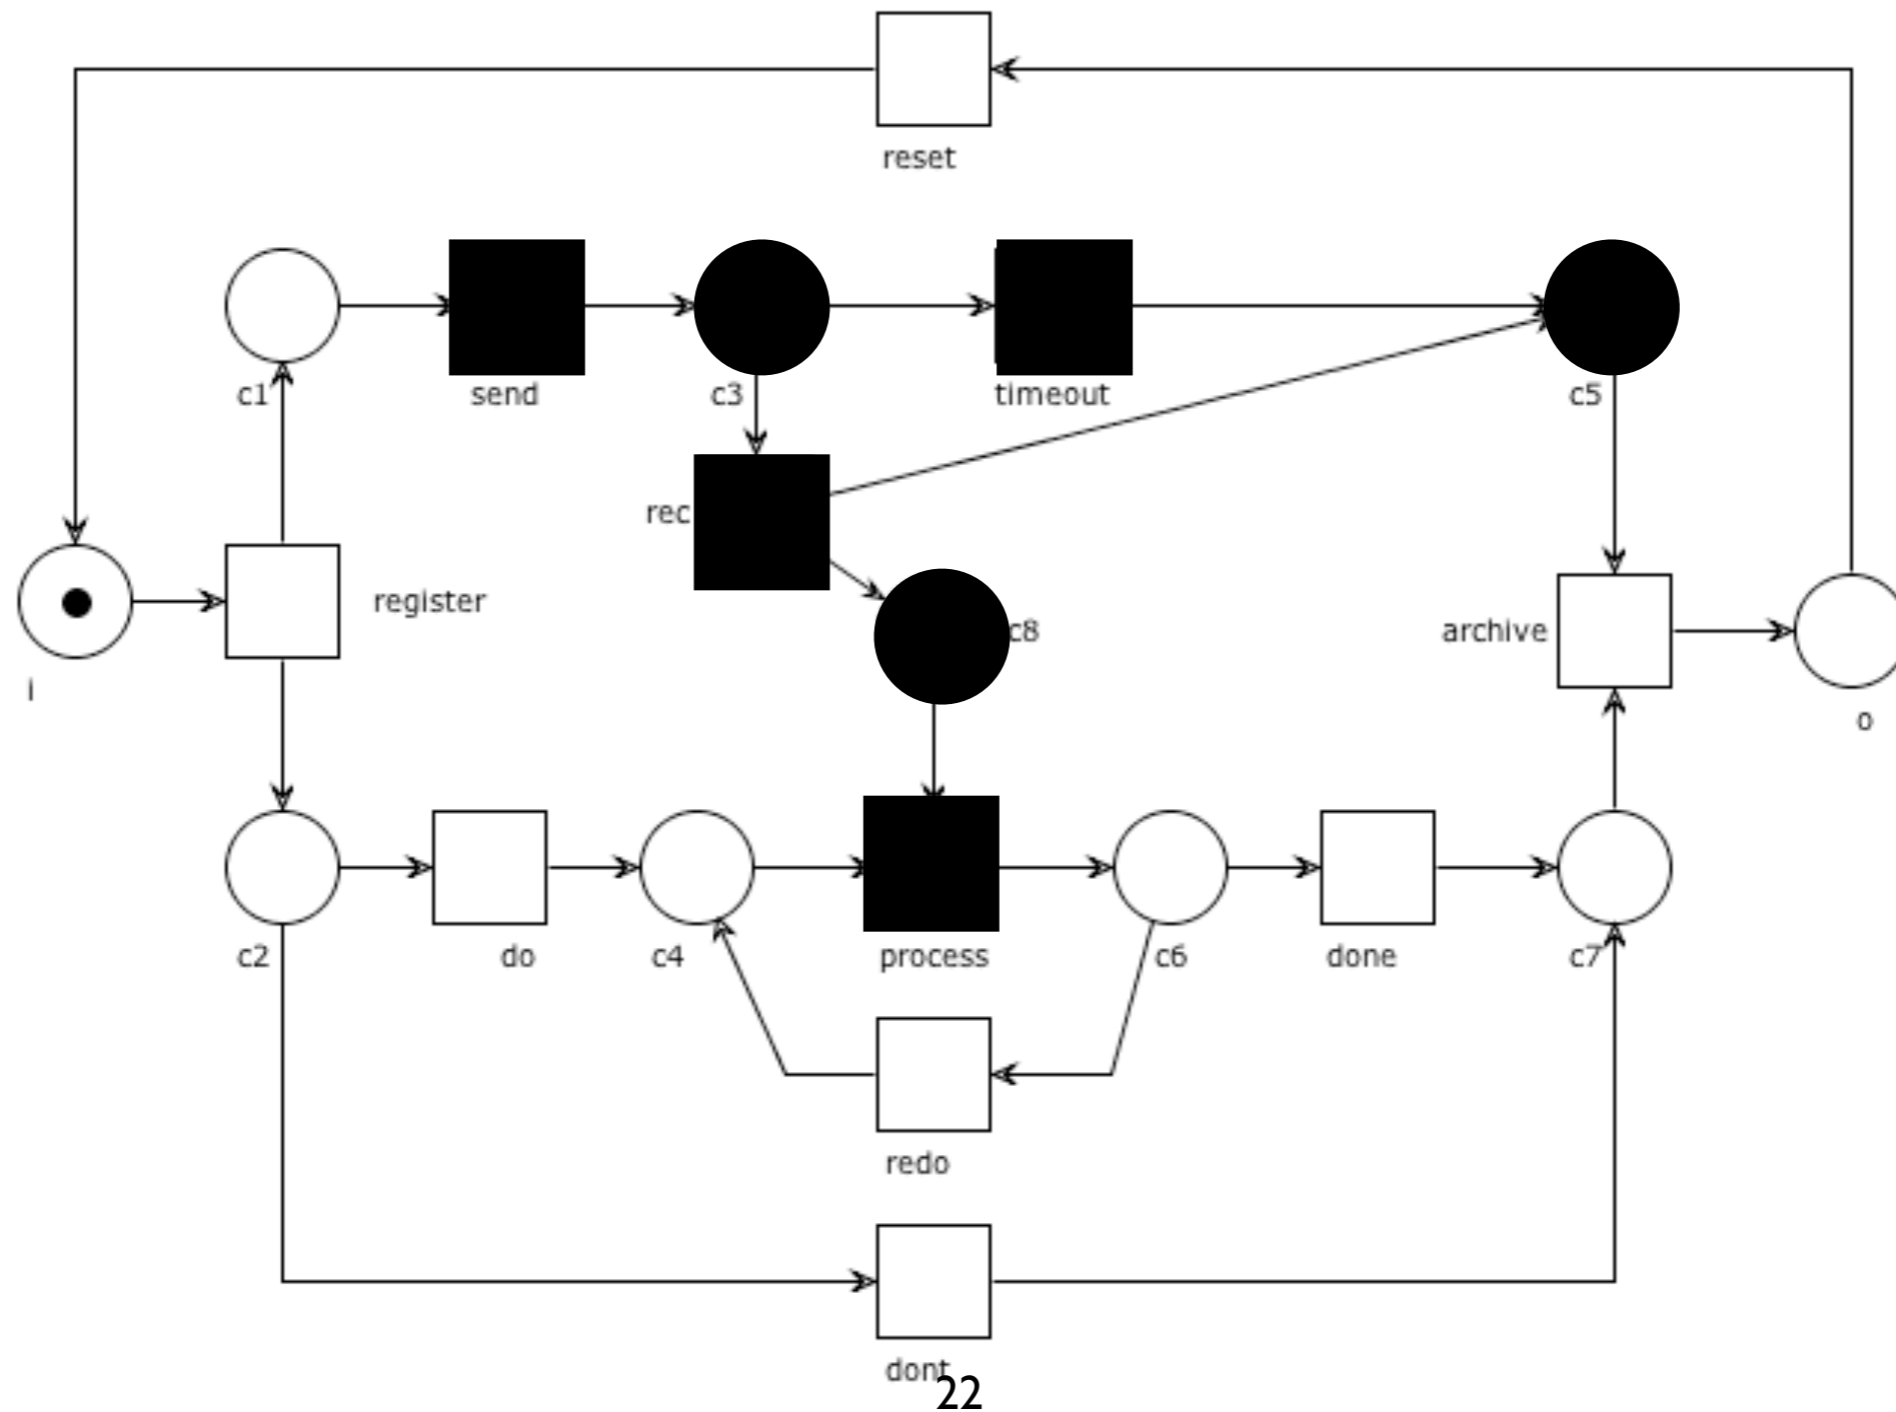 reset
c1 send c3 timeout c5
rec
i register c8 archive
o
c2 do c4 process c6 done c7
redo
dont
22